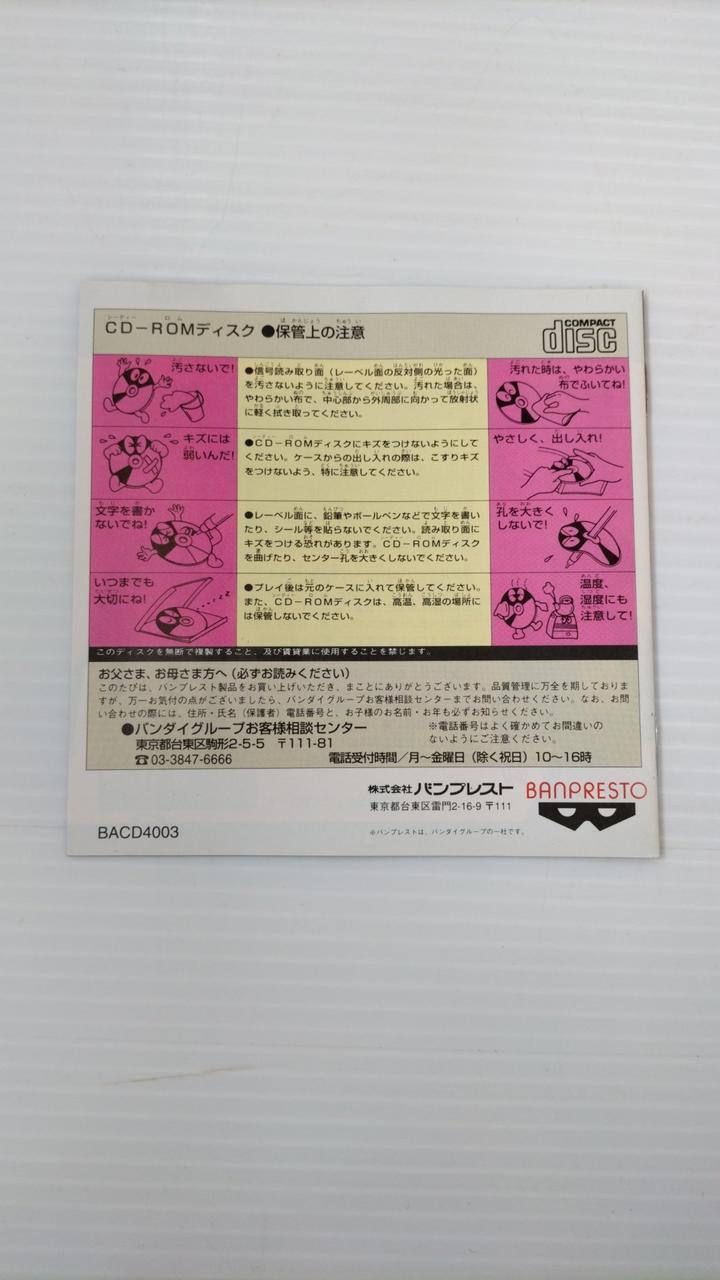 CD－ROMディスク ●保管上の注意
COMPACT
disc
汚さないで！
●信号読み取り面（レーベル面の反対側の光った面）
を汚さないように注意してください。汚れた場合は、
やわらかい布で、中心部から外周部に向かって放射状
に軽く拭き取ってください。
汚れた時は、やわらかい
布でふいてね！
キズには
弱いんだ！
●CD－ROMディスクにキズをつけないようにして
ください。ケースからの出し入れの際は、こすりキズ
をつけないよう、特に注意してください。
やさしく、出し入れ！
文字を書か
ないでね！
●レーベル面に、鉛筆やボールペンなどで文字を書い
たり、シール等を貼らないでください。読み取り面に
キズをつける恐れがあります。CD－ROMディスク
を曲げたり、センター孔を大きくしないでください。
孔を大きく
しないで！
いつまでも
大切にね！
●プレイ後は元のケースに入れて保管してください。
また、CD－ROMディスクは、高温、高湿の場所に
は保管しないでください。
温度、
湿度にも
注意して！
このディスクを無断で複製すること、及び賃貸業に使用することを禁じます。
お父さま、お母さま方へ（必ずお読みください）
このたびは、バンプレスト製品をお買い上げいただき、まことにありがとうございます。品質管理に万全を期しておりま
すが、万一お気付の点がございましたら、バンダイグループお客様相談センターまでお問い合わせください。なお、お問
い合わせの際には、住所・氏名（保護者）電話番号と、お子様のお名前・お年も必ずお知らせください。
●バンダイグループお客様相談センター
東京都台東区駒形2-5-5 〒111-81
☎03-3847-6666
※電話番号はよく確かめてお間違いの
ないようにご注意ください。
電話受付時間／月～金曜日（除く祝日）10～16時
株式会社 バンプレスト
東京都台東区雷門2-16-9 〒111
BANPRESTO
BACD4003
※バンプレストは、バンダイグループの一社です。